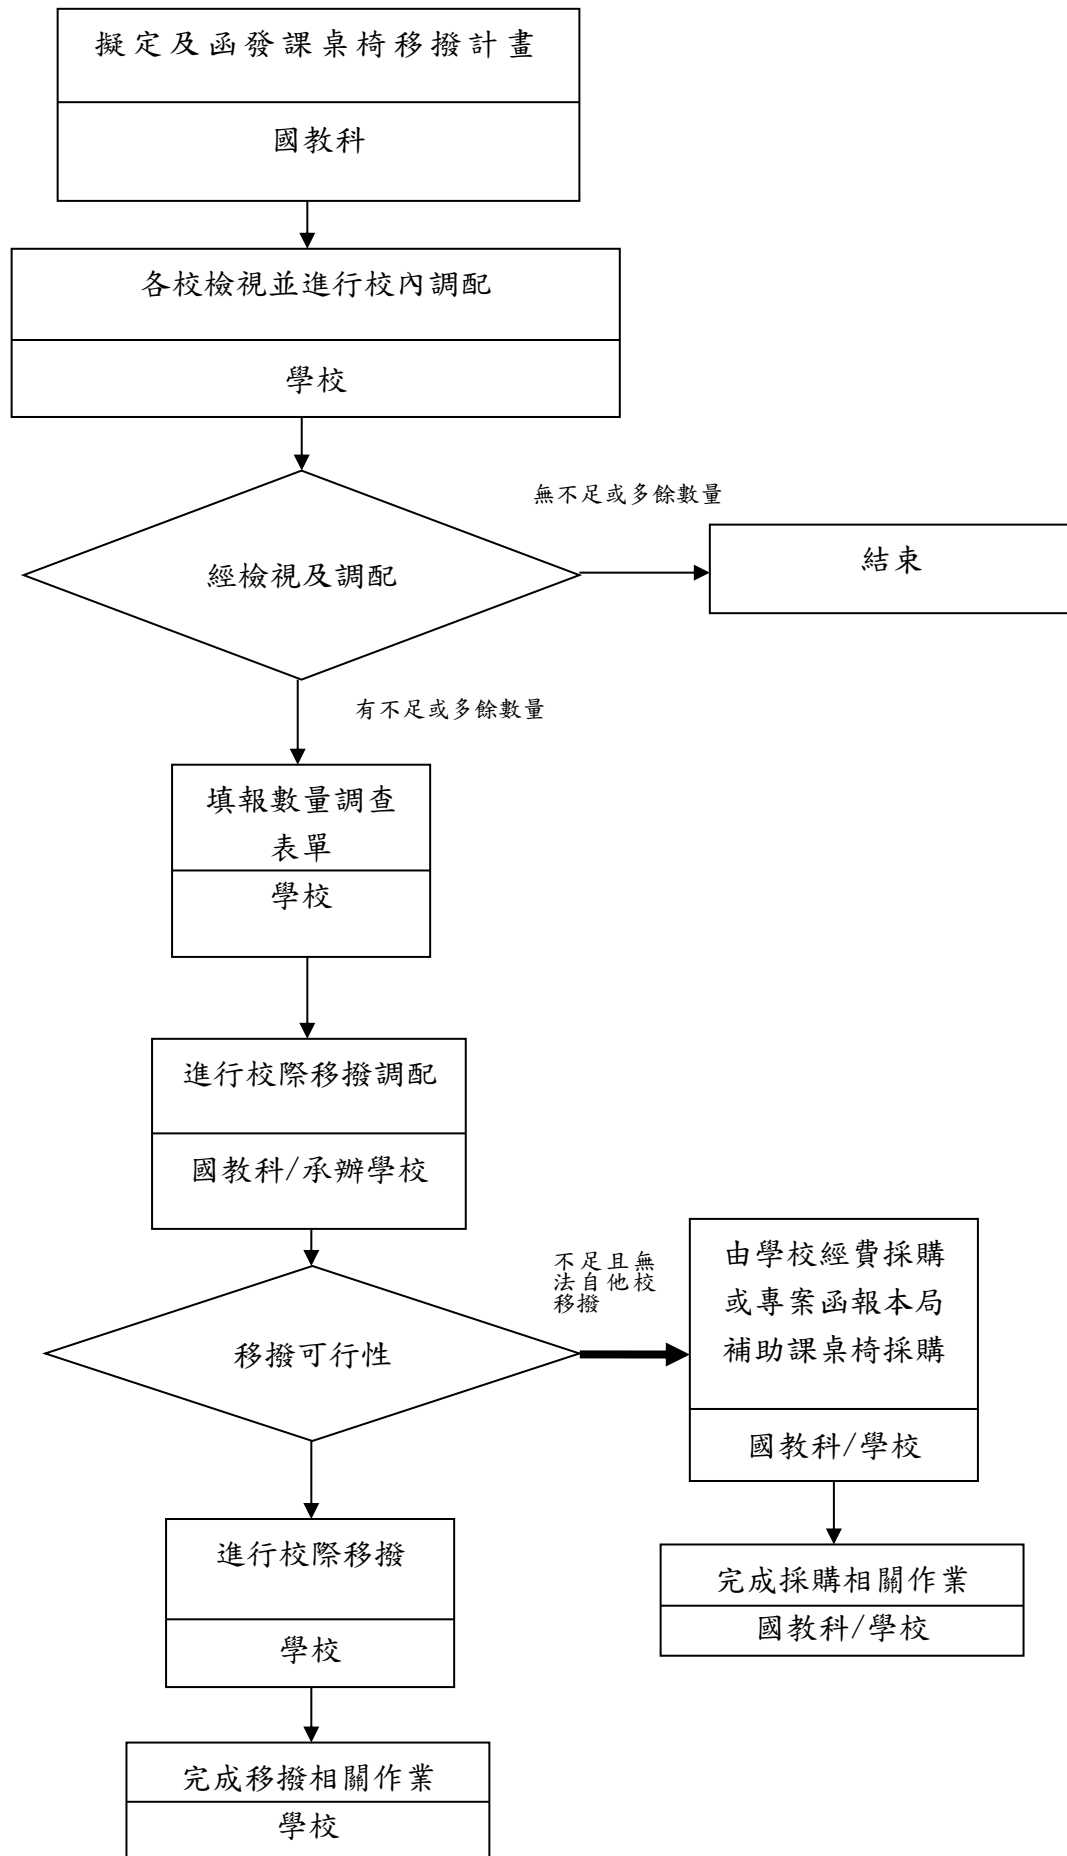 擬定及函發課桌椅移撥計畫
國教科
各校檢視並進行校內調配
學校
無不足或多餘數量
經檢視及調配
結束
有不足或多餘數量
填報數量調查
表單
學校
進行校際移撥調配
國教科/承辦學校
不足且無
法自他校
移撥
由學校經費採購
或專案函報本局
補助課桌椅採購
國教科/學校
移撥可行性
進行校際移撥
學校
完成採購相關作業
國教科/學校
完成移撥相關作業
學校